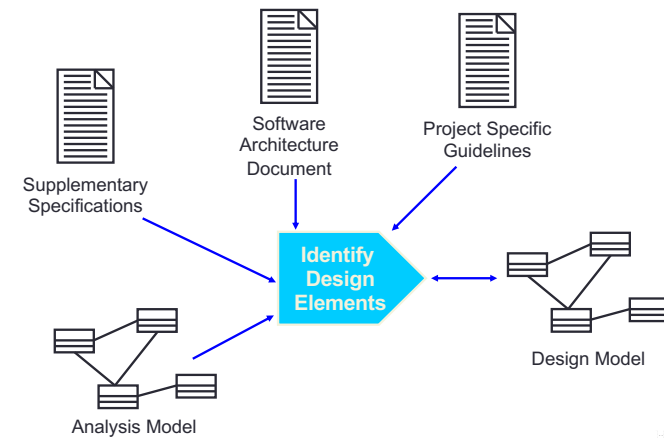 Software
Architecture
Document
Project Specific
Guidelines
Supplementary
Specifications
Identify
Design
Elements
Design Model
Analysis Model